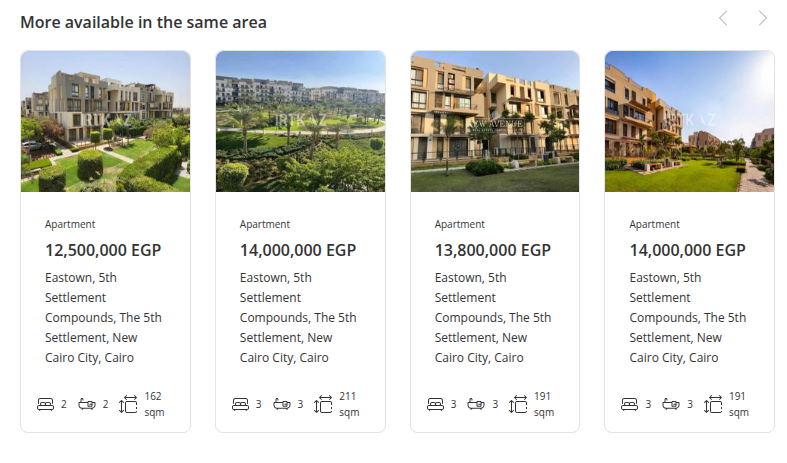 More available in the same area
Apartment
12,500,000 EGP
Eastown, 5th
Settlement
Compounds, The 5th
Settlement, New
Cairo City, Cairo
2
2
162
sqm
Apartment
14,000,000 EGP
Eastown, 5th
Settlement
Compounds, The 5th
Settlement, New
Cairo City, Cairo
3
3
211
sqm
NEW AVENUE
Apartment
13,800,000 EGP
Eastown, 5th
Settlement
Compounds, The 5th
Settlement, New
Cairo City, Cairo
3
3
191
sqm
Apartment
14,000,000 EGP
Eastown, 5th
Settlement
Compounds, The 5th
Settlement, New
Cairo City, Cairo
3
3
191
sqm